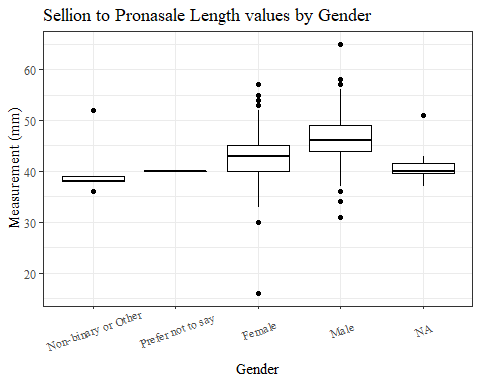 Sellion to Pronasale Length values by Gender
Measurement (mm)
60
50
40
30
20
Non-binary or Other
Prefer not to say
Female
Male
NA
Gender